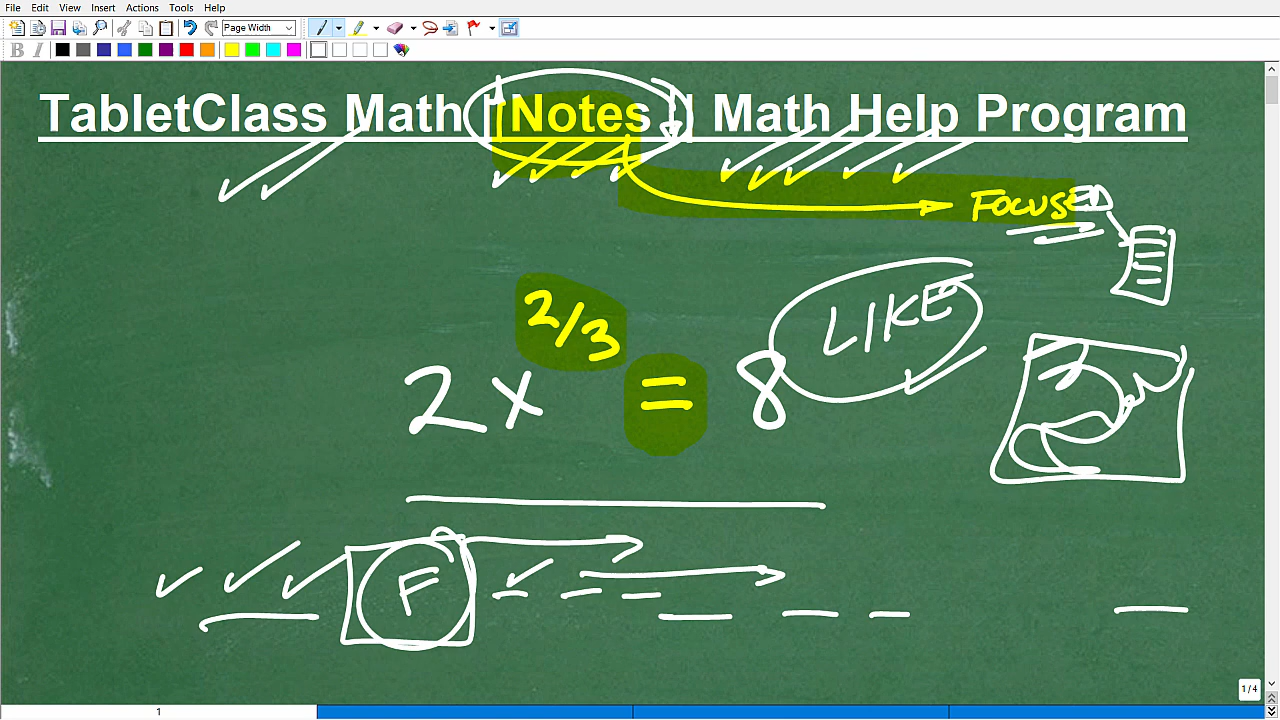 File Edit View Insert Actions Tools Help
Page Width
B I
TabletClass Math || Notes || Math Help Program
FOCUSED
2x^2/3 = 8
LIKE
F
1/4
1